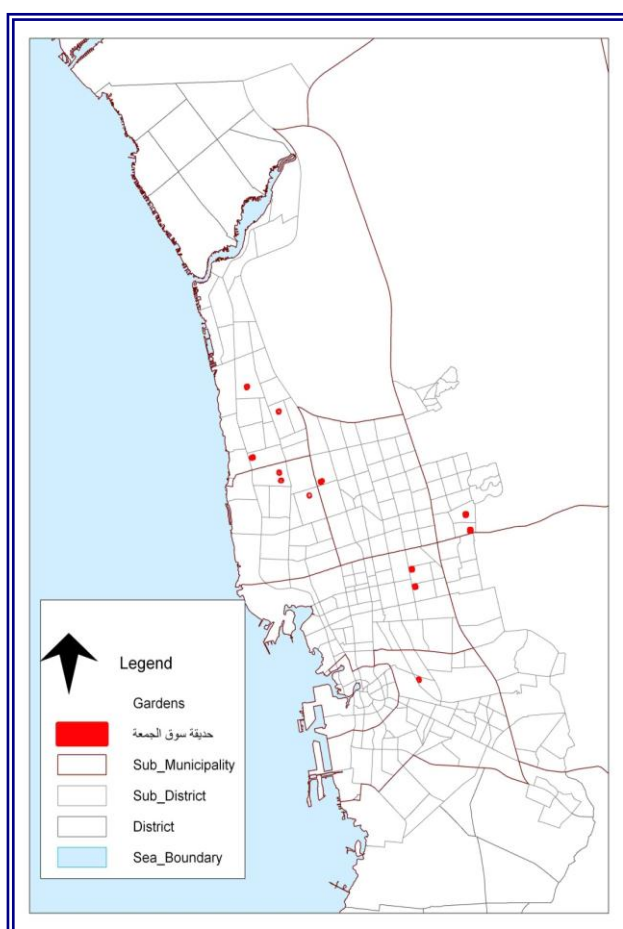 Legend
Gardens
حديقة سوق الجمعة
Sub_Municipality
Sub_District
District
Sea_Boundary